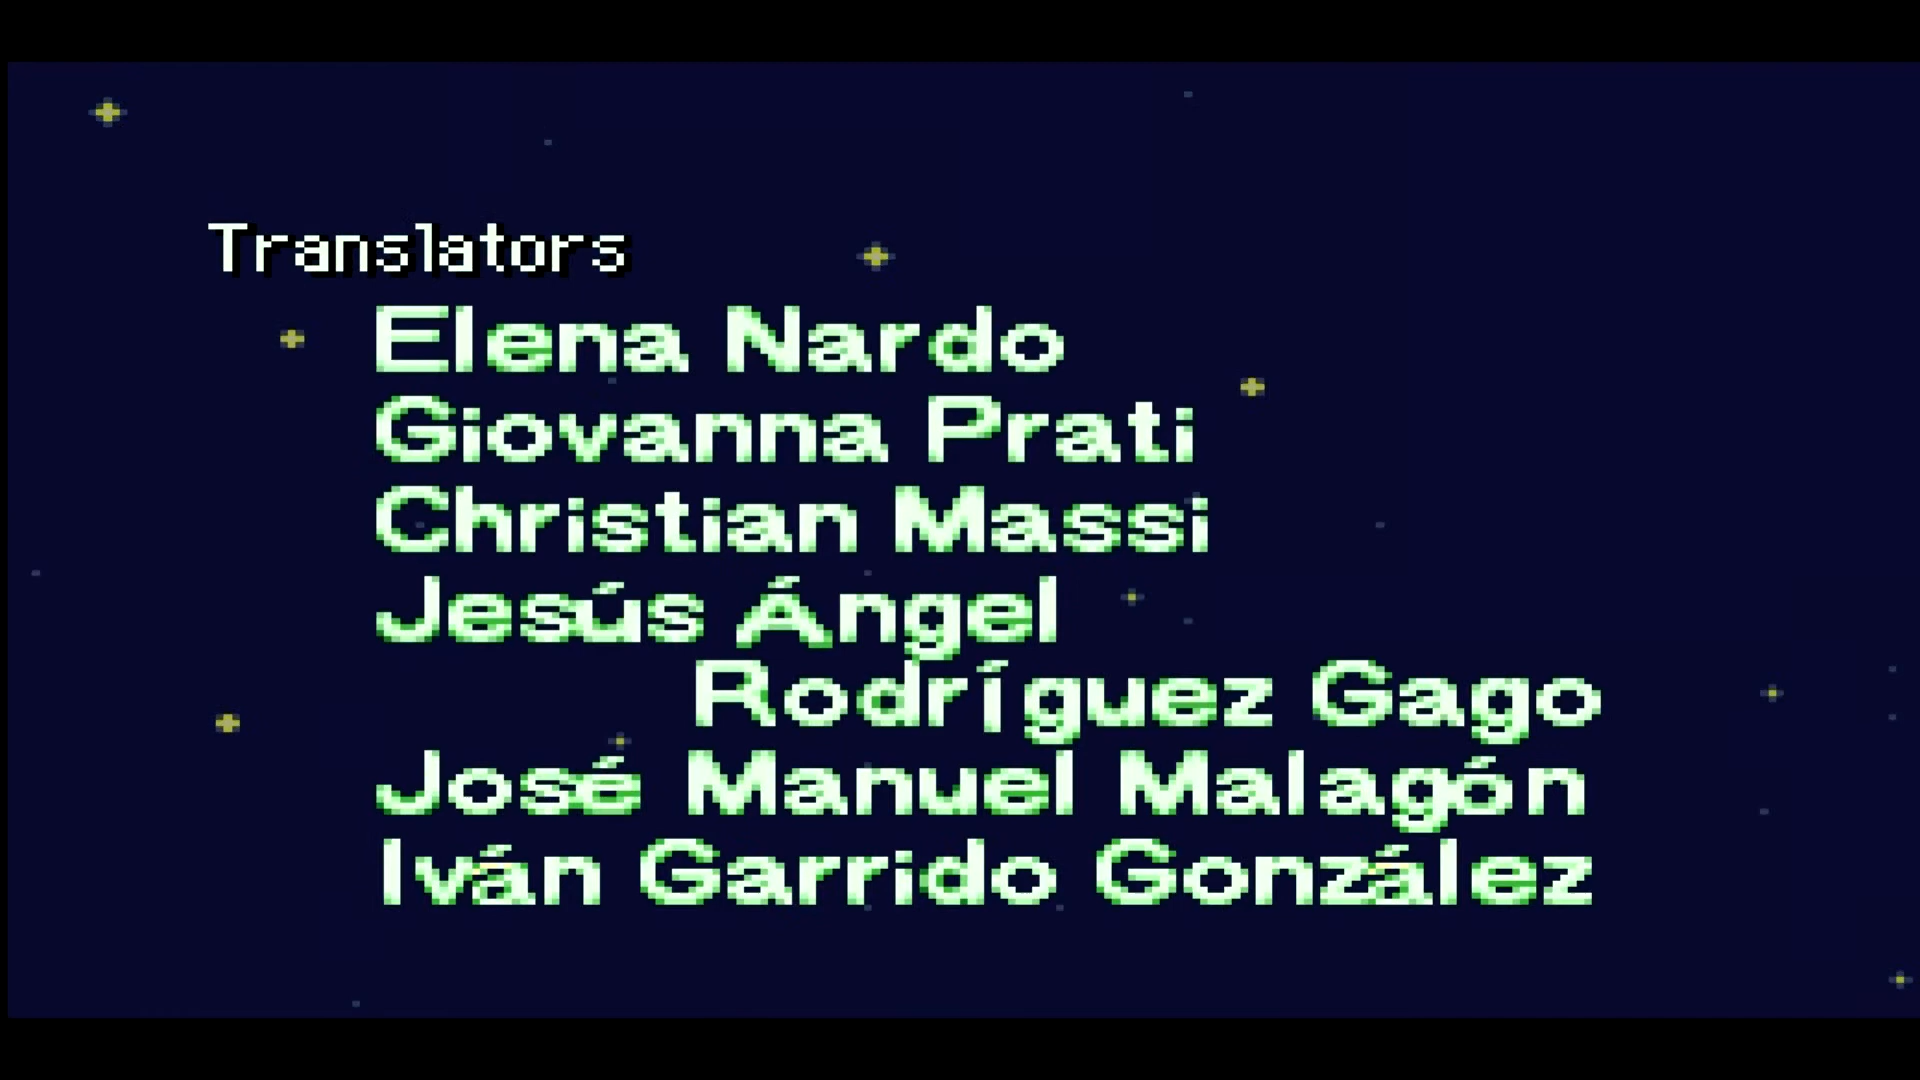 Translators
Elena Nardo
Giovanna Prati
Christian Massi
Jesús Ángel
Rodríguez Gago
José Manuel Malagón
Iván Garrido González